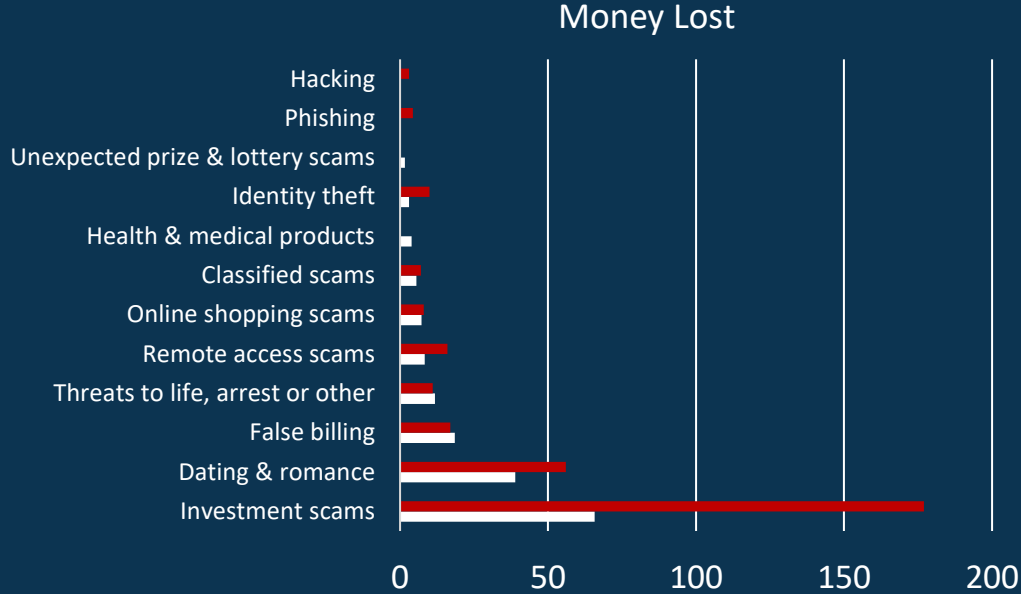 Money Lost
Hacking
Phishing
Unexpected prize & lottery scams
Identity theft
Health & medical products
Classified scams
Online shopping scams
Remote access scams
Threats to life, arrest or other
False billing
Dating & romance
Investment scams
0 50 100 150 200